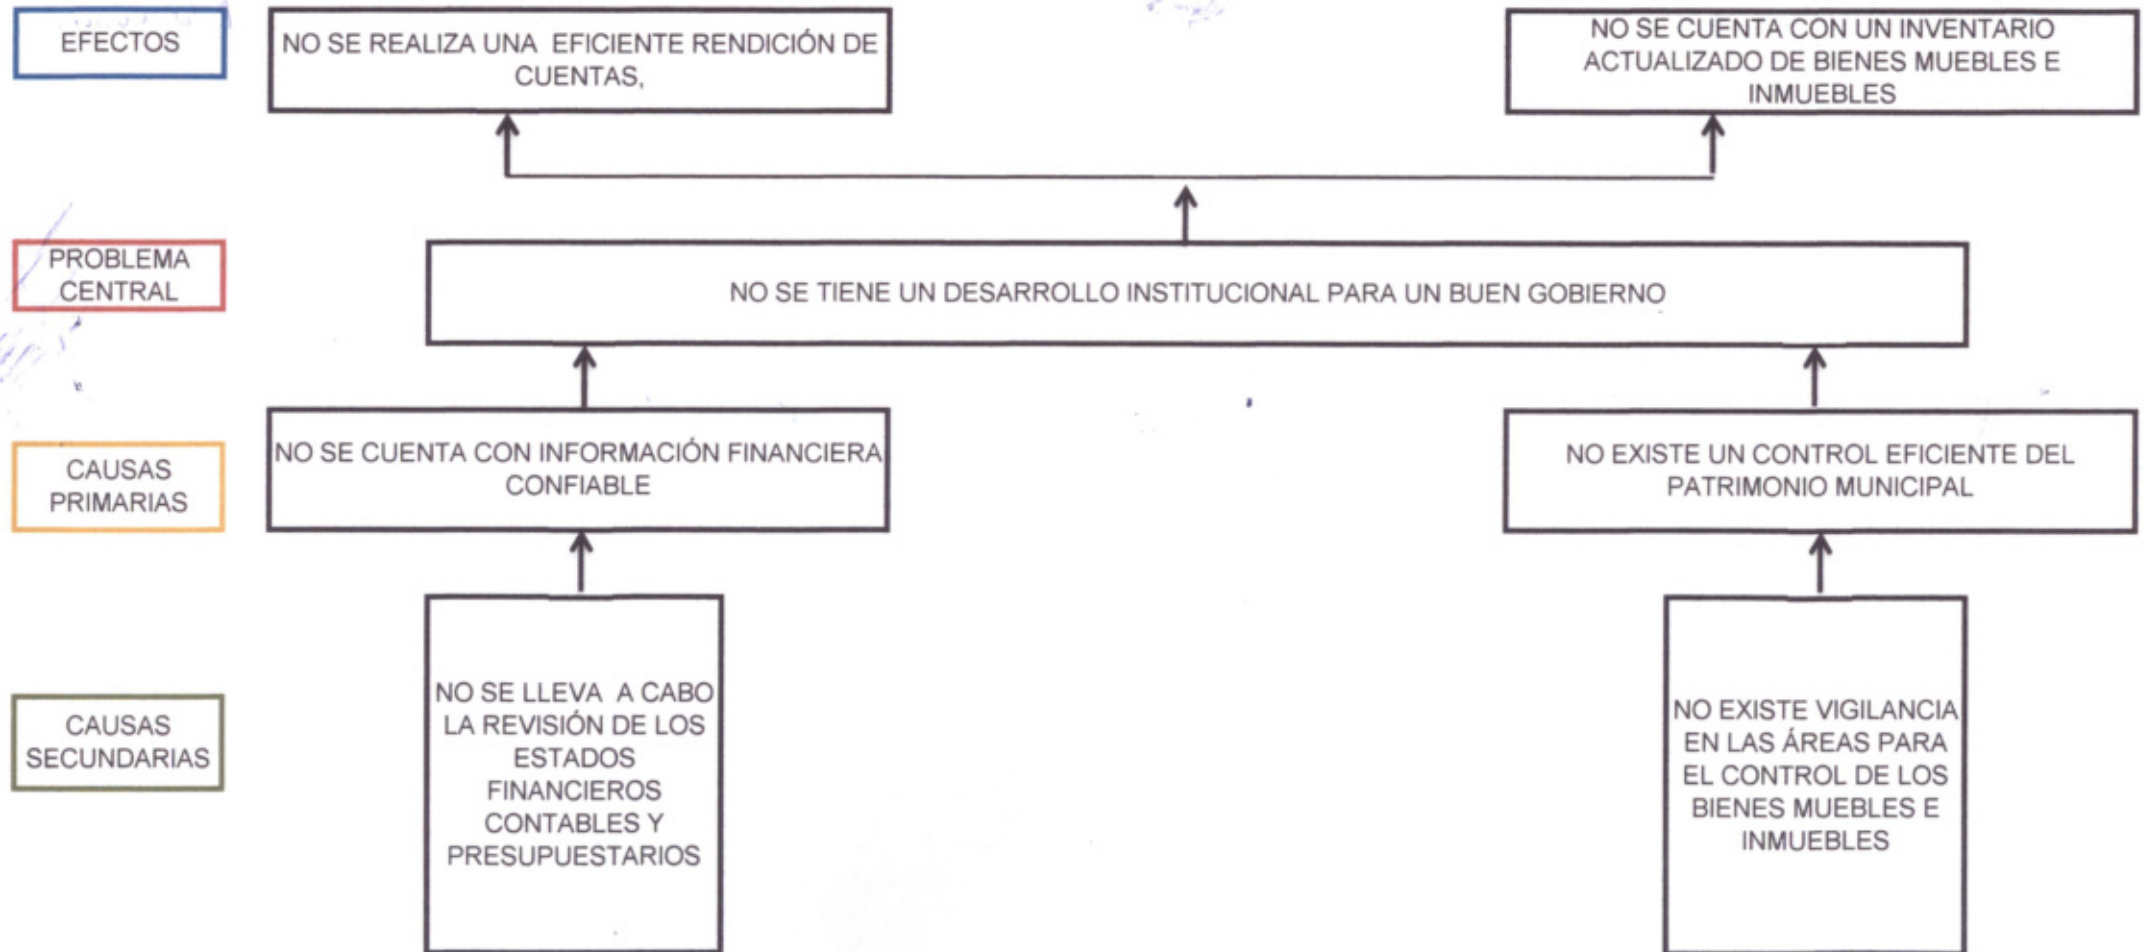 EFECTOS
NO SE REALIZA UNA EFICIENTE RENDICIÓN DE
CUENTAS,
NO SE CUENTA CON UN INVENTARIO
ACTUALIZADO DE BIENES MUEBLES E
INMUEBLES
PROBLEMA
CENTRAL
NO SE TIENE UN DESARROLLO INSTITUCIONAL PARA UN BUEN GOBIERNO
CAUSAS
PRIMARIAS
NO SE CUENTA CON INFORMACIÓN FINANCIERA
CONFIABLE
NO EXISTE UN CONTROL EFICIENTE DEL
PATRIMONIO MUNICIPAL
CAUSAS
SECUNDARIAS
NO SE LLEVA A CABO
LA REVISIÓN DE LOS
ESTADOS
FINANCIEROS
CONTABLES Y
PRESUPUESTARIOS
NO EXISTE VIGILANCIA
EN LAS ÁREAS PARA
EL CONTROL DE LOS
BIENES MUEBLES E
INMUEBLES